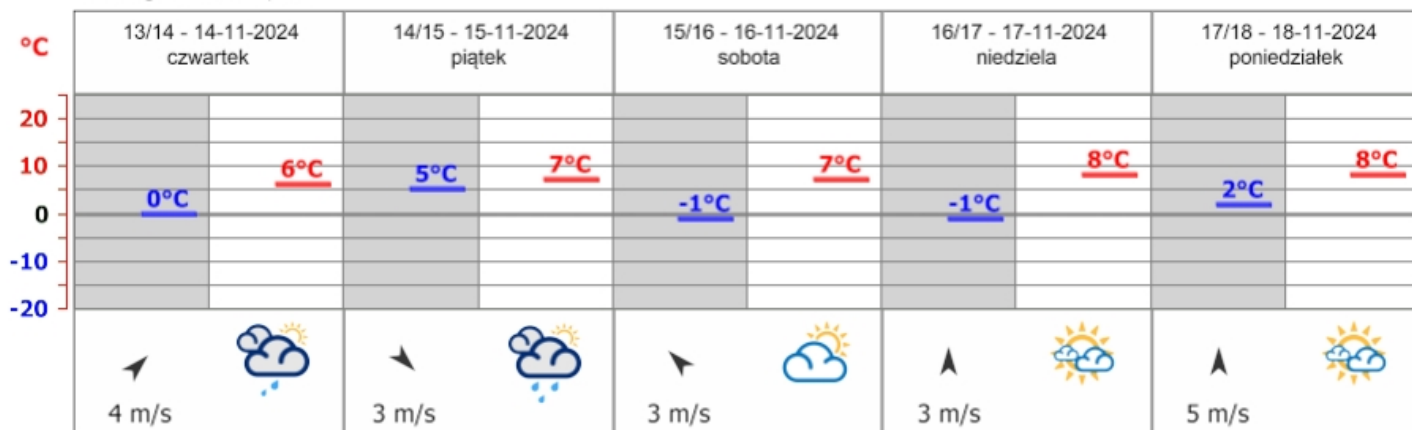 °C
13/14 - 14-11-2024
czwartek
14/15 - 15-11-2024
piątek
15/16 - 16-11-2024
sobota
16/17 - 17-11-2024
niedziela
17/18 - 18-11-2024
poniedziałek
20
10
0
-10
-20
0°C
6°C
5°C
7°C
-1°C
7°C
-1°C
8°C
2°C
8°C
4 m/s
3 m/s
3 m/s
3 m/s
5 m/s